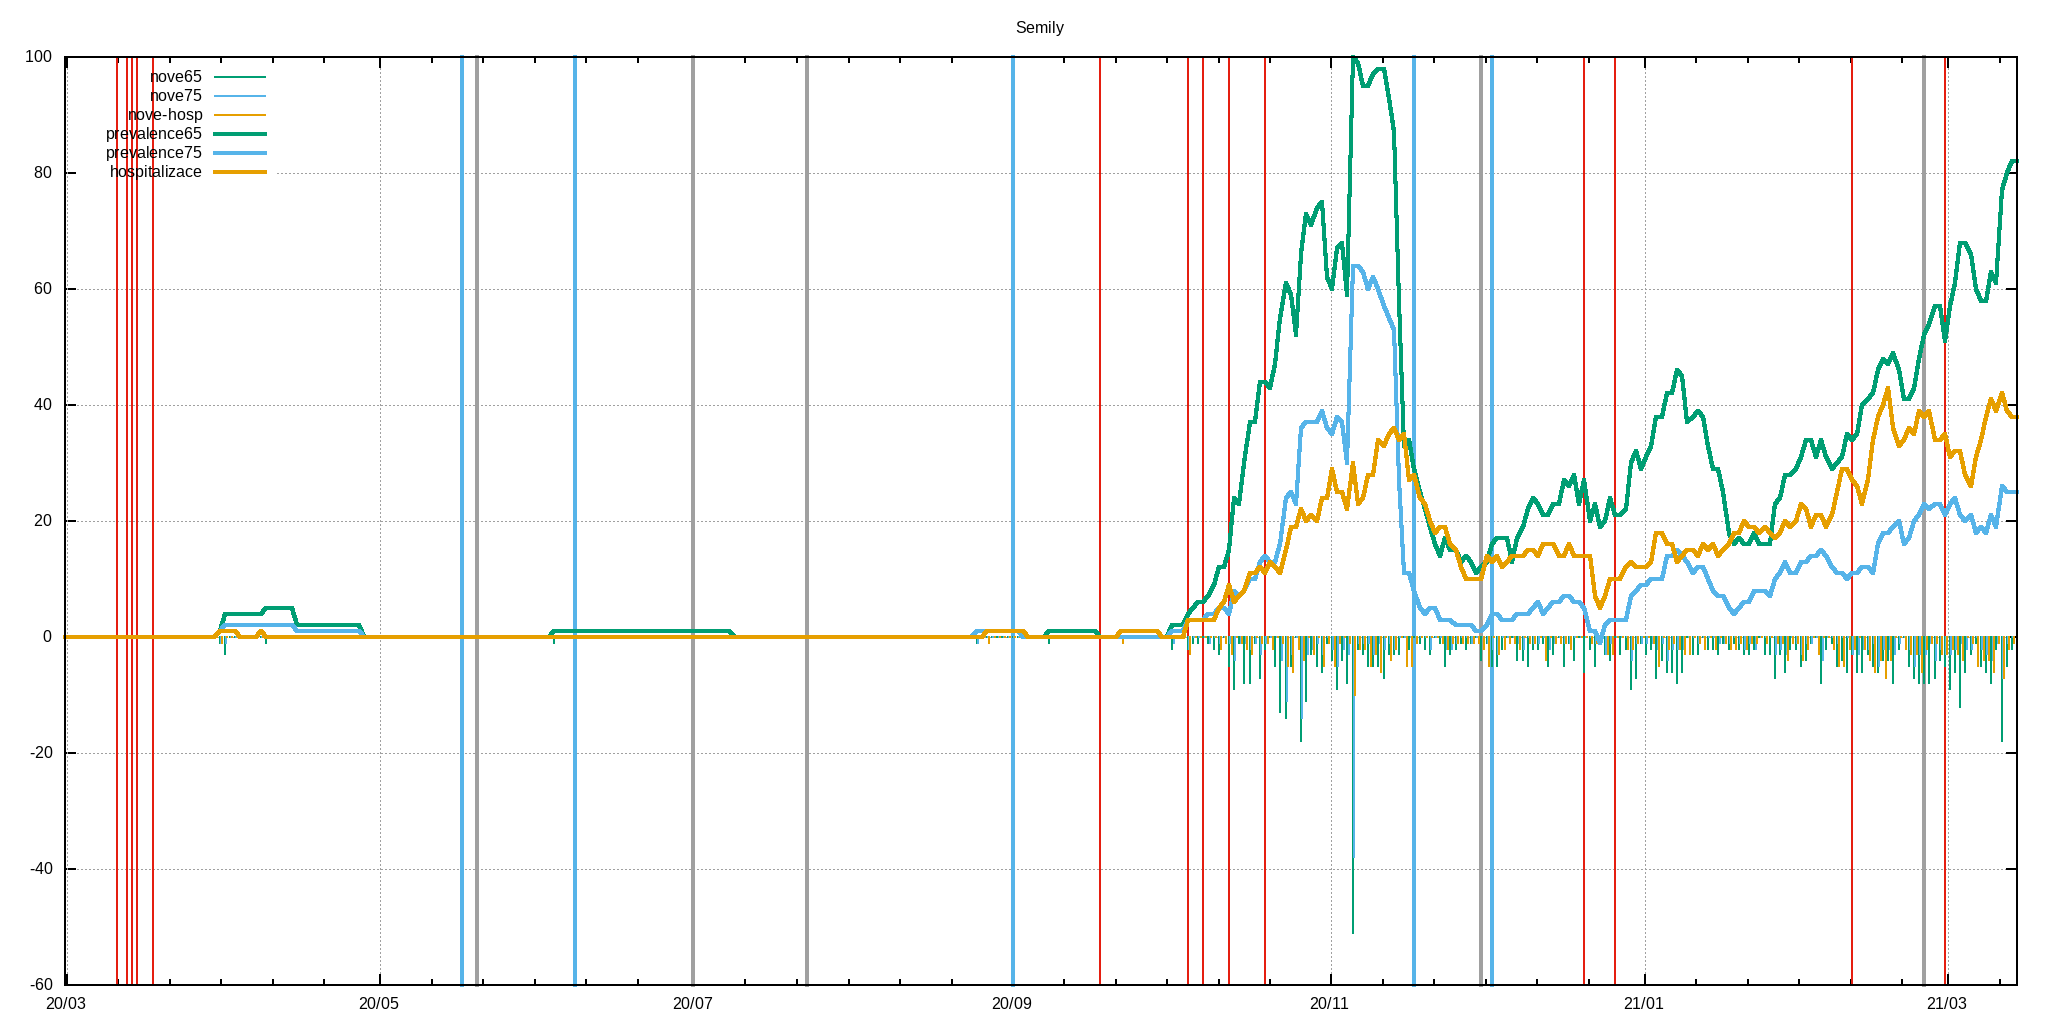 Semily
100
80
60
40
20
0
-20
-40
-60
nove65
nove75
nove-hosp
prevalence65
prevalence75
hospitalizace
20/03 20/05 20/07 20/09 20/11 21/01 21/03